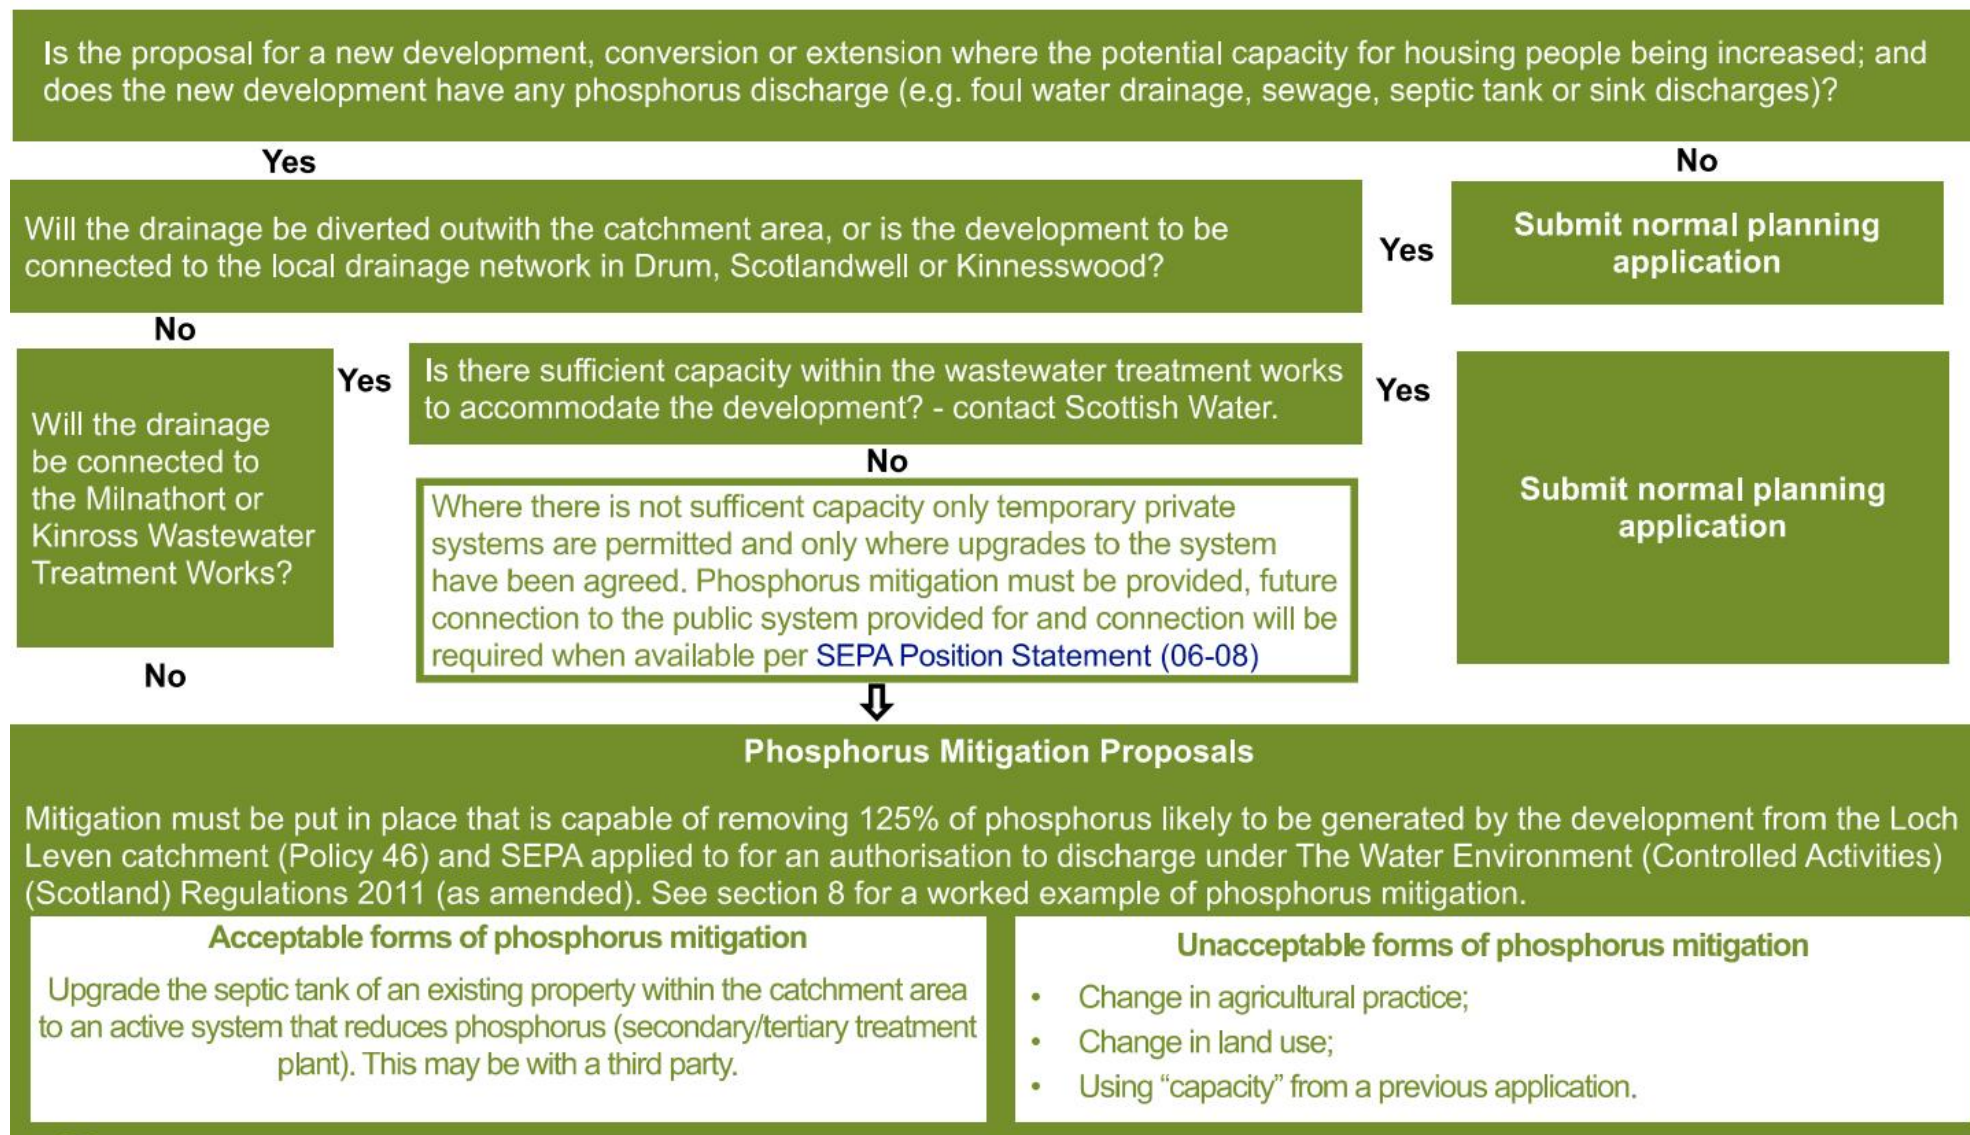 Is the proposal for a new development, conversion or extension where the potential capacity for housing people being increased; and
does the new development have any phosphorus discharge (e.g. foul water drainage, sewage, septic tank or sink discharges)?
Yes
No
Will the drainage be diverted outwith the catchment area, or is the development to be
connected to the local drainage network in Drum, Scotlandwell or Kinnesswood?
Yes
Submit normal planning
application
No
Will the drainage
be connected to
the Milnathort or
Kinross Wastewater
Treatment Works?
Yes
Is there sufficient capacity within the wastewater treatment works
to accommodate the development? - contact Scottish Water.
Yes
Submit normal planning
application
No
Where there is not sufficent capacity only temporary private
systems are permitted and only where upgrades to the system
have been agreed. Phosphorus mitigation must be provided, future
connection to the public system provided for and connection will be
required when available per SEPA Position Statement (06-08)
No
Phosphorus Mitigation Proposals
Mitigation must be put in place that is capable of removing 125% of phosphorus likely to be generated by the development from the Loch
Leven catchment (Policy 46) and SEPA applied to for an authorisation to discharge under The Water Environment (Controlled Activities)
(Scotland) Regulations 2011 (as amended). See section 8 for a worked example of phosphorus mitigation.
Acceptable forms of phosphorus mitigation
Upgrade the septic tank of an existing property within the catchment area
to an active system that reduces phosphorus (secondary/tertiary treatment
plant). This may be with a third party.
Unacceptable forms of phosphorus mitigation
• Change in agricultural practice;
• Change in land use;
• Using “capacity” from a previous application.